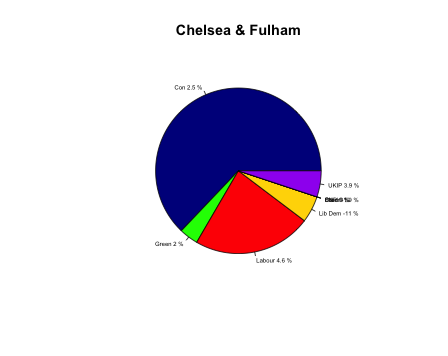 Chelsea & Fulham
Con 2.5 %
UKIP 3.9 %
Lib Dem -11 %
Green 2 %
Labour 4.6 %